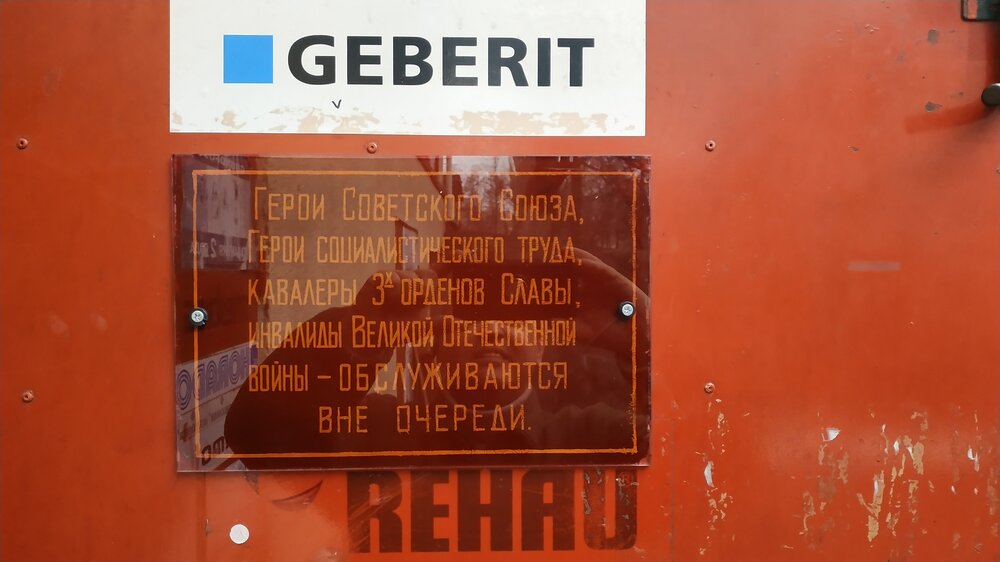 GEBERIT
Герои Советского Союза,
Герои социалистического труда,
кавалеры 3х орденов Славы,
инвалиды Великой Отечественной
войны – обслуживаются
вне очереди.
REHAU